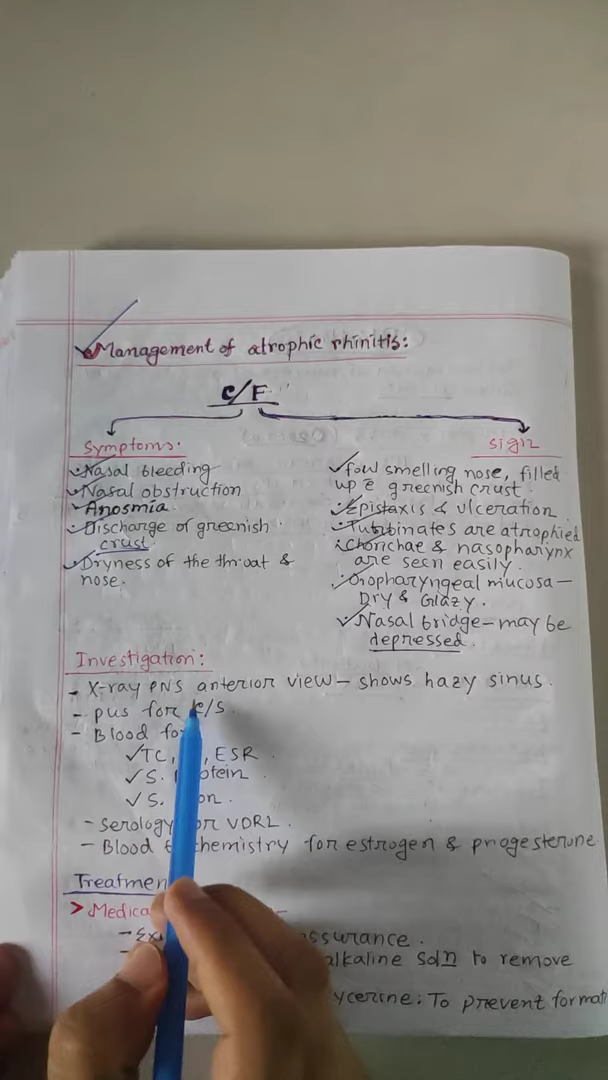 Management of atrophic rhinitis:
C/F
Symptoms:
- Nasal bleeding
- Nasal obstruction
- Anosmia
- Discharge of greenish crust
- Dryness of the throat & nose.
sign
foul smelling nose, filled
up c̄ greenish crust.
Epistaxis & ulceration
Turbinates are atrophied
Chonchae & nasopharynx
are seen easily.
Oropharyngeal mucosa-
Dry & Glazy.
Nasal bridge-may be
depressed.
Investigation:
- X-ray PNS anterior view- shows hazy sinus.
- pus for c/s.
- Blood fo
✓TC, ESR
✓S. otein
✓S. on.
- Serology or VDRL.
- Blood chemistry for estrogen & progesterone
Treatmen
> Medica
assurance.
alkaline soln to remove
ycerine: To prevent format